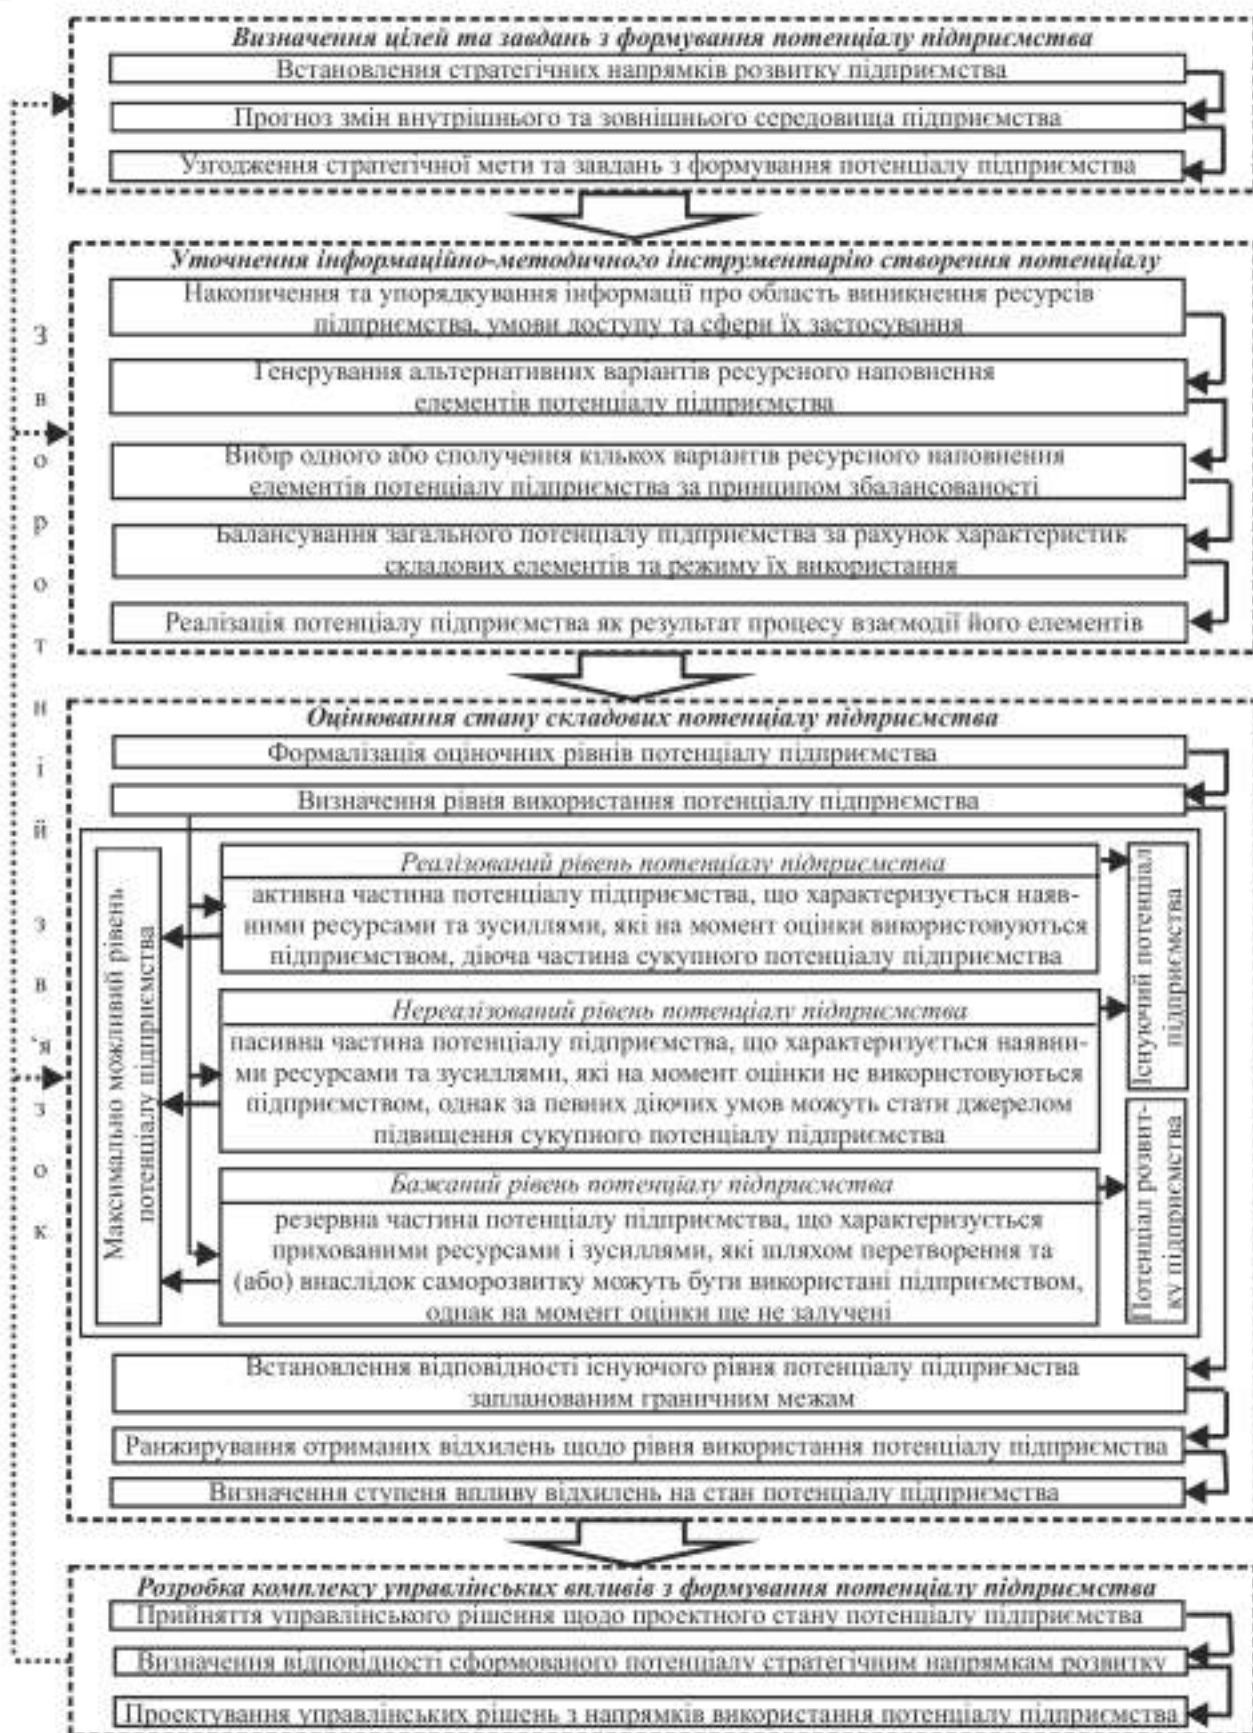 Визначення цілей та завдань з формування потенціалу підприємства
Встановлення стратегічних напрямків розвитку підприємства
Прогноз змін внутрішнього та зовнішнього середовища підприємства
Узгодження стратегічної мети та завдань з формування потенціалу підприємства
Уточнення інформаційно-методичного інструментарію створення потенціалу
Накопичення та упорядкування інформації про область виникнення ресурсів
підприємства, умови доступу та сфери їх застосування
Генерування альтернативних варіантів ресурсного наповнення
елементів потенціалу підприємства
Вибір одного або сполучення кількох варіантів ресурсного наповнення
елементів потенціалу підприємства за принципом збалансованості
Балансування загального потенціалу підприємства за рахунок характеристик
складових елементів та режиму їх використання
Реалізація потенціалу підприємства як результат процесу взаємодії його елементів
Оцінювання стану складових потенціалу підприємства
Формалізація оціночних рівнів потенціалу підприємства
Визначення рівня використання потенціалу підприємства
Максимально можливий рівень
потенціалу підприємства
Реалізований рівень потенціалу підприємства
активна частина потенціалу підприємства, що характеризується наяв-
ними ресурсами та зусиллями, які на момент оцінки використовуються
підприємством, діюча частина сукупного потенціалу підприємства
Нереалізований рівень потенціалу підприємства
пасивна частина потенціалу підприємства, що характеризується наявни-
ми ресурсами та зусиллями, які на момент оцінки не використовуються
підприємством, однак за певних діючих умов можуть стати джерелом
підвищення сукупного потенціалу підприємства
Бажаний рівень потенціалу підприємства
резервна частина потенціалу підприємства, що характеризується
прихованими ресурсами і зусиллями, які шляхом перетворення та
(або) внаслідок саморозвитку можуть бути використані підприємством,
однак на момент оцінки ще не залучені
Існуючий потенціал
підприємства
Потенціал розвит-
ку підприємства
Встановлення відповідності існуючого рівня потенціалу підприємства
запланованим граничним межам
Ранжирування отриманих відхилень щодо рівня використання потенціалу підприємства
Визначення ступеня впливу відхилень на стан потенціалу підприємства
Розробка комплексу управлінських впливів з формування потенціалу підприємства
Прийняття управлінського рішення щодо проектного стану потенціалу підприємства
Визначення відповідності сформованого потенціалу стратегічним напрямкам розвитку
Проектування управлінських рішень з напрямків використання потенціалу підприємства
Зворотній зв'язок